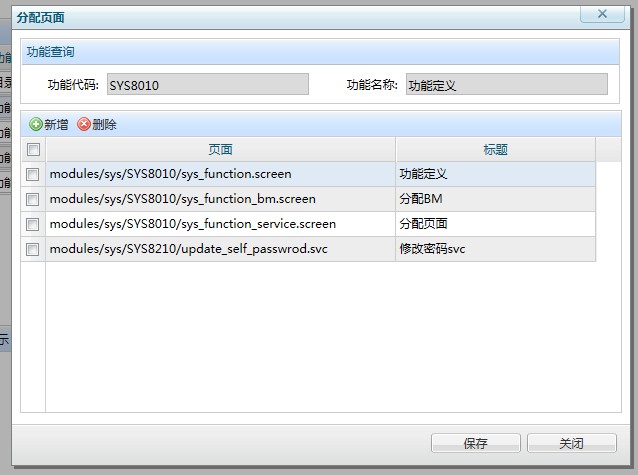 分配页面
功能查询
功能代码: SYS8010 功能名称: 功能定义
新增 删除
页面 标题
modules/sys/SYS8010/sys_function.screen 功能定义
modules/sys/SYS8010/sys_function_bm.screen 分配BM
modules/sys/SYS8010/sys_function_service.screen 分配页面
modules/sys/SYS8210/update_self_passwrod.svc 修改密码svc
保存 关闭